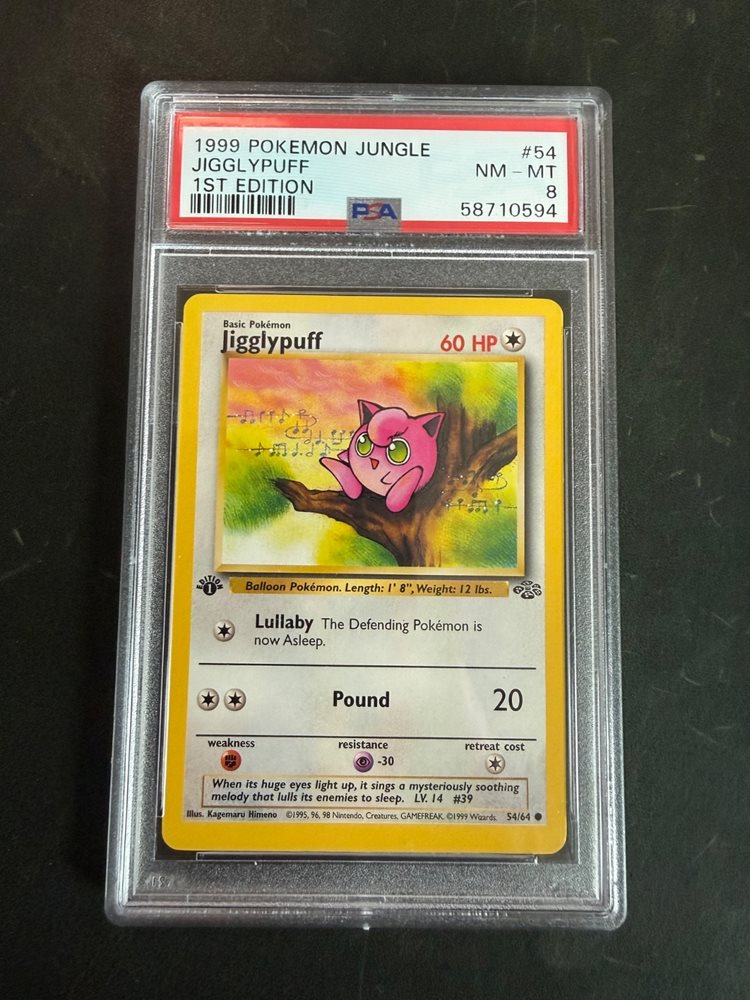 1999 POKEMON JUNGLE #54
JIGGLYPUFF NM - MT
1ST EDITION 8
PSA 58710594
Basic Pokémon
Jigglypuff 60 HP
EDITION 1
Balloon Pokémon. Length: 1' 8", Weight: 12 lbs.
Lullaby The Defending Pokémon is
now Asleep.
Pound 20
weakness resistance retreat cost
-30
When its huge eyes light up, it sings a mysteriously soothing
melody that lulls its enemies to sleep. LV. 14 #39
Illus. Kagemaru Himeno ©1995, 96, 98 Nintendo, Creatures, GAMEFREAK. ©1999 Wizards. 54/64